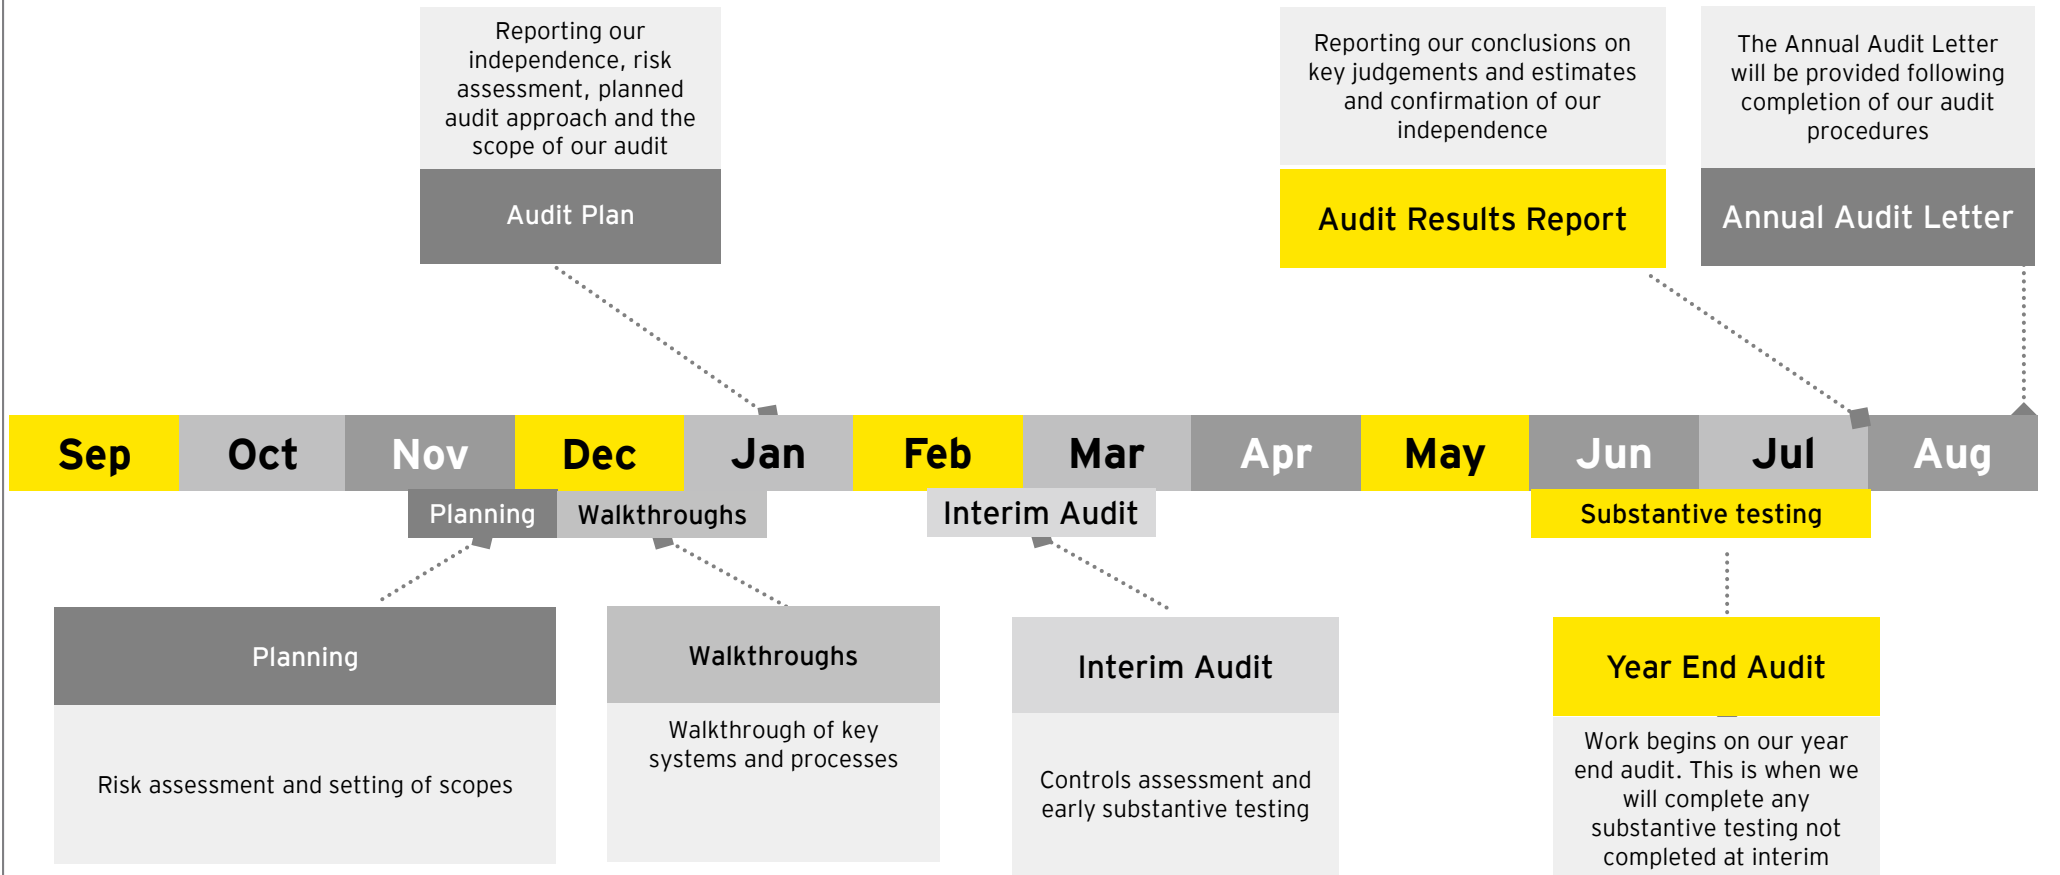 Reporting our
independence, risk
assessment, planned
audit approach and the
scope of our audit
Audit Plan
Reporting our conclusions on
key judgements and estimates
and confirmation of our
independence
Audit Results Report
The Annual Audit Letter
will be provided following
completion of our audit
procedures
Annual Audit Letter
Sep Oct Nov Dec Jan Feb Mar Apr May Jun Jul Aug
Planning Walkthroughs Interim Audit Substantive testing
Planning
Risk assessment and setting of scopes
Walkthroughs
Walkthrough of key
systems and processes
Interim Audit
Controls assessment and
early substantive testing
Year End Audit
Work begins on our year
end audit. This is when we
will complete any
substantive testing not
completed at interim